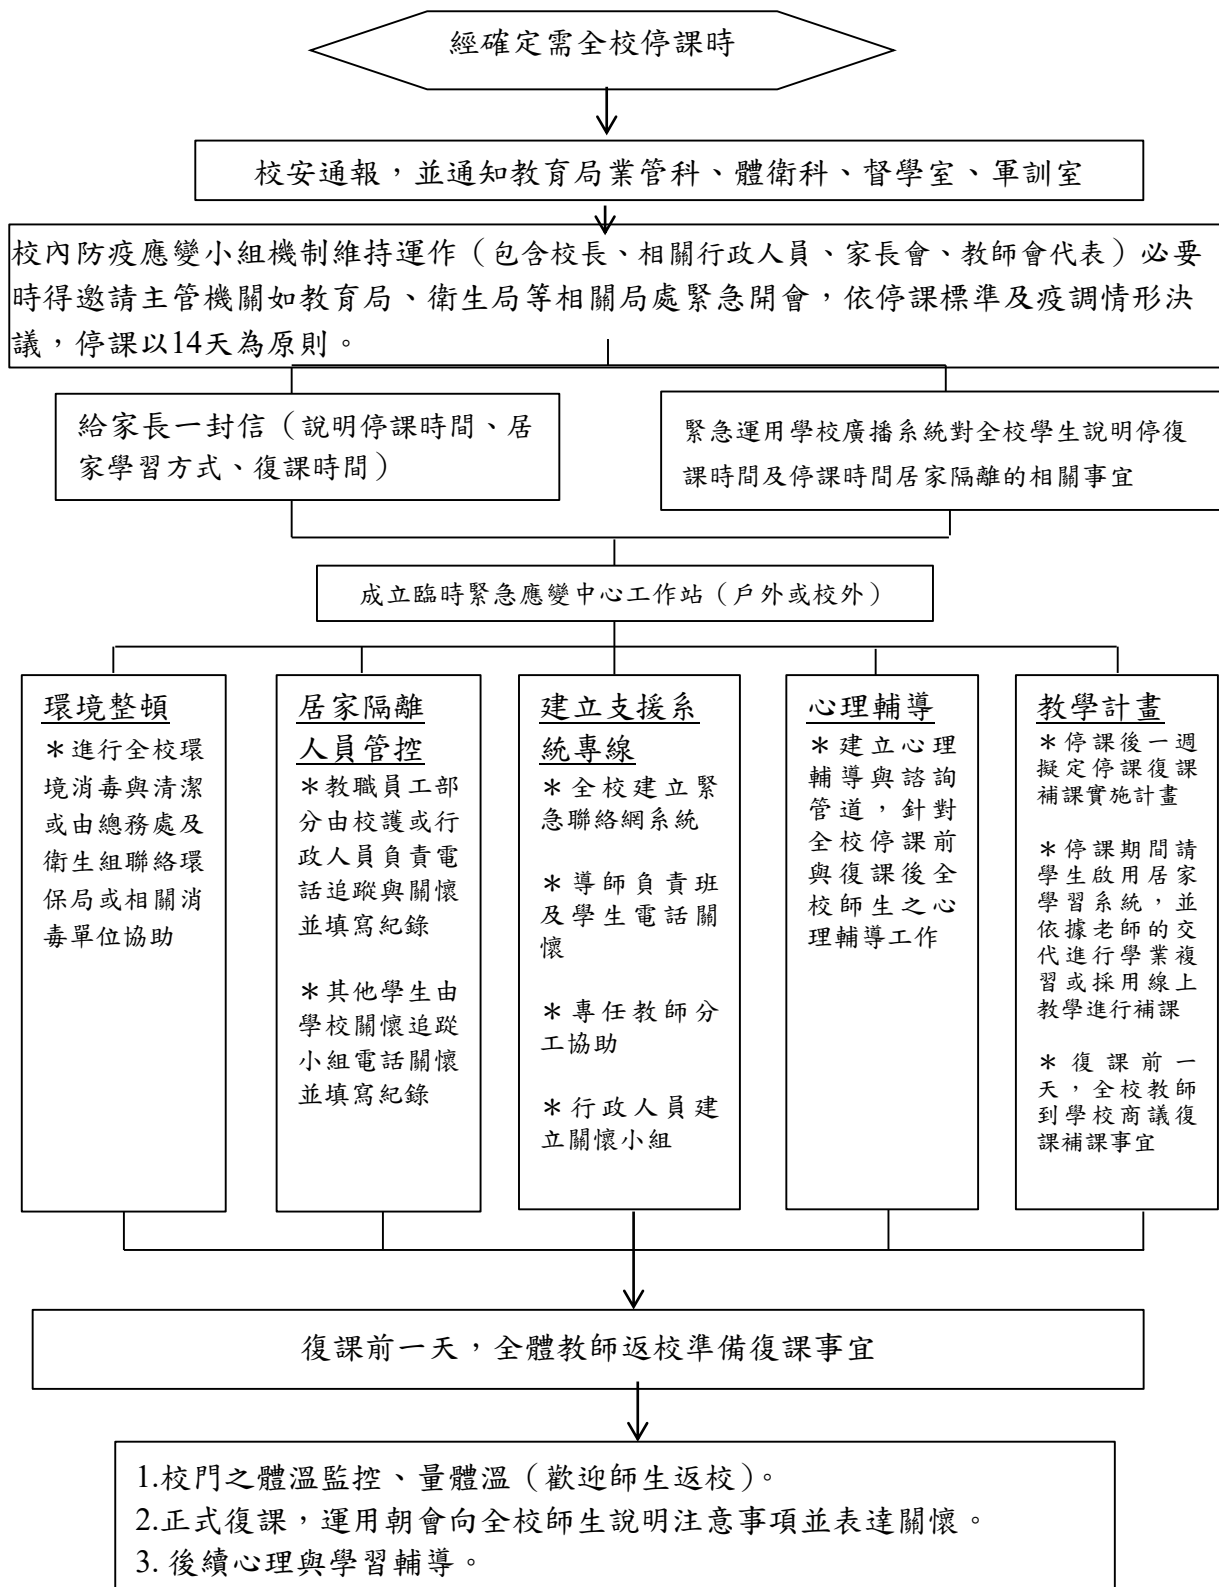 經確定需全校停課時
校安通報，並通知教育局業管科、體衛科、督學室、軍訓室
校內防疫應變小組機制維持運作（包含校長、相關行政人員、家長會、教師會代表）必要
時得邀請主管機關如教育局、衛生局等相關局處緊急開會，依停課標準及疫調情形決
議，停課以14天為原則。
給家長一封信（說明停課時間、居
家學習方式、復課時間）
緊急運用學校廣播系統對全校學生說明停復
課時間及停課時間居家隔離的相關事宜
成立臨時緊急應變中心工作站（戶外或校外）
環境整頓
＊進行全校環
境消毒與清潔
或由總務處及
衛生組聯絡環
保局或相關消
毒單位協助
居家隔離
人員管控
＊教職員工部
分由校護或行
政人員負責電
話追蹤與關懷
並填寫紀錄
＊其他學生由
學校關懷追蹤
小組電話關懷
並填寫紀錄
建立支援系
統專線
＊全校建立緊
急聯絡網系統
＊導師負責班
及學生電話關
懷
＊專任教師分
工協助
＊行政人員建
立關懷小組
心理輔導
＊建立心理
輔導與諮詢
管道，針對
全校停課前
與復課後全
校師生之心
理輔導工作
教學計畫
＊停課後一週
擬定停課復課
補課實施計畫
＊停課期間請
學生啟用居家
學習系統，並
依據老師的交
代進行學業複
習或採用線上
教學進行補課
＊復課前一
天，全校教師
到學校商議復
課補課事宜
復課前一天，全體教師返校準備復課事宜
1.校門之體溫監控、量體溫（歡迎師生返校）。
2.正式復課，運用朝會向全校師生說明注意事項並表達關懷。
3. 後續心理與學習輔導。